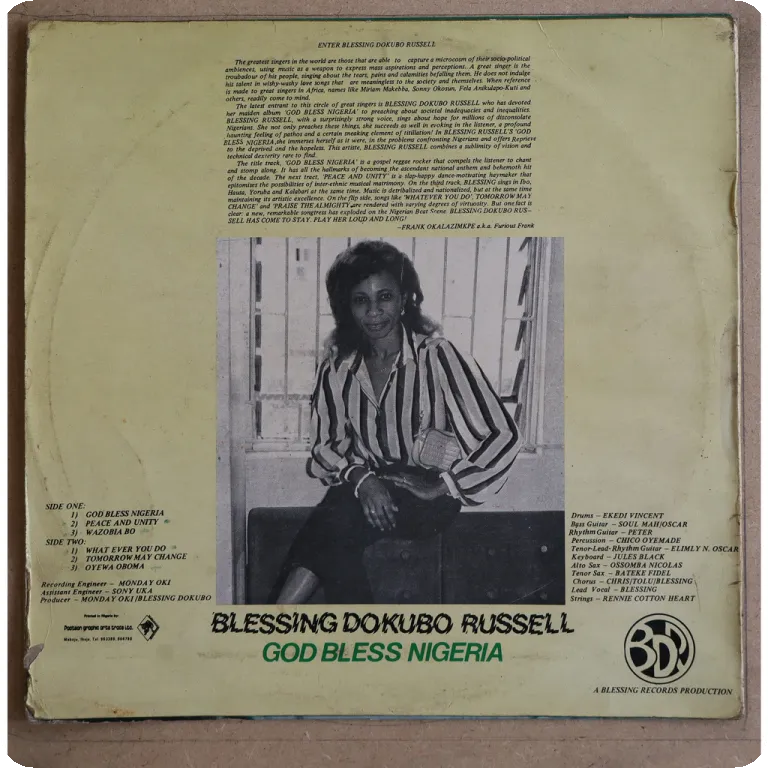 ENTER BLESSING DOKUBO RUSSELL
The greatest singers in the world are those that are able to capture a microcosm of their socio-political
ambiences, using music as a weapon to express mass aspirations and perceptions. A great singer is the
troubadour of his people, singing about the tears, pains and calamities befalling them. He does not indulge
his talent in wishy-washy love songs that are meaningless to the society and themselves. When reference
is made to great singers in Africa, names like Miriam Makebba, Sonny Okosun, Fela Anikulapo-Kuti and
others, readily come to mind.
The latest entrant to this circle of great singers is BLESSING DOKUBO RUSSELL who has devoted
her maiden album 'GOD BLESS NIGERIA' to preaching about societal inadequacies and inequalities.
BLESSING RUSSELL, with a surprisingly strong voice, sings about hope for millions of disconsolate
Nigerians. She not only preaches these things, she succeeds as well in evoking in the listener, a profound
haunting feeling of pathos and a certain sneaking element of titillation! In BLESSING RUSSELL'S 'GOD
BLESS NIGERIA, she immerses herself as it were, in the problems confronting Nigerians and offers Reprieve
to the deprived and the hopeless. This artiste, BLESSING RUSSELL combines a sublimity of vision and
technical dexterity rare to find.
The title track, 'GOD BLESS NIGERIA' is a gospel reggae rocket that compels the listener to chant
and stomp along. It has all the hallmarks of becoming the ascendant national anthem and behemoth hit
of the decade. The next tract, 'PEACE AND UNITY' is a slap-happy dance-motivating haymaker that
epitomizes the possibilities of inter-ethnic musical matrimony. On the third track, BLESSING sings in Ibo,
Hausa, Yoruba and Kalabari at the same time. Music is detribalized and nationalized, but at the same time
maintaining its artistic excellence. On the flip side, songs like 'WHATEVER YOU DO', TOMORROW MAY
CHANGE' and 'PRAISE THE ALMIGHTY are rendered with varying degrees of virtuosity. But one fact is
clear: a new, remarkable songstress has exploded on the Nigerian Beat Scene. BLESSING DOKUBO RUS-
SELL HAS COME TO STAY. PLAY HER LOUD AND LONG!
–FRANK OKALAZIMKPE a.k.a. Furious Frank
SIDE ONE:
1) GOD BLESS NIGERIA
2) PEACE AND UNITY
3) WAZOBIA BO
SIDE TWO:
1) WHAT EVER YOU DO
2) TOMORROW MAY CHANGE
3) OYEWA OBOMA
Recording Engineer – MONDAY OKI
Assistant Engineer – SONY UKA
Producer – MONDAY OKI/BLESSING DOKUBO
Printed in Nigeria by:
Position graphic arts trade Ltd.
Drums – EKEDI VINCENT
Bass Guitar – SOUL MAH/OSCAR
Rhythm Guitar – PETER
Percussion – CHICO OYEMADE
Tenor-Lead-Rhythm Guitar – ELIMLY N. OSCAR
Keyboard – JULES BLACK
Alto Sax – OSSOMBA NICOLAS
Tenor Sax – BATEKE FIDEL
Chorus – CHRIS/TOLU/BLESSING
Lead Vocal – BLESSING
Strings – RENNIE COTTON HEART
BLESSING DOKUBO RUSSELL
GOD BLESS NIGERIA
BDR
A BLESSING RECORDS PRODUCTION